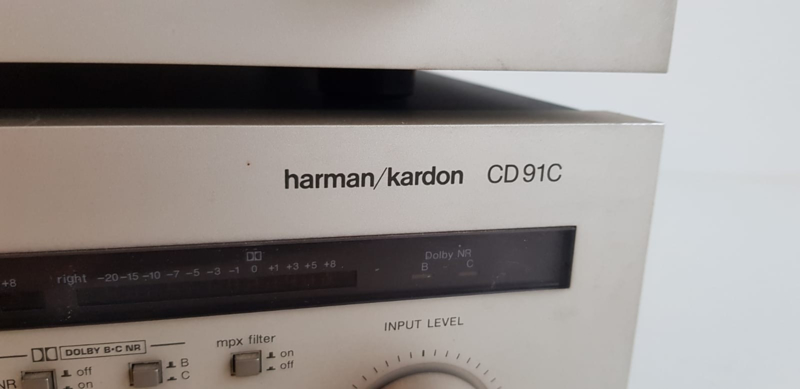 harman/kardon CD91C
Dolby NR
B C
+8 right -20-15-10 -7 -5 -3 -1 0 +1 +3 +5 +8
INPUT LEVEL
DOLBY B•C NR
mpx filter
NR off on
B C
on off